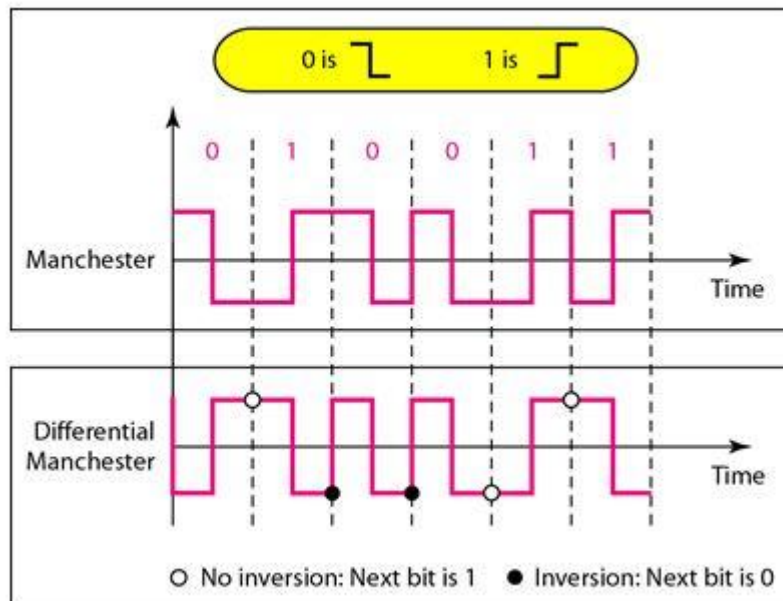 0 is 1 is
0 1 0 0 1 1
Manchester
Time
Differential
Manchester
Time
No inversion: Next bit is 1 Inversion: Next bit is 0